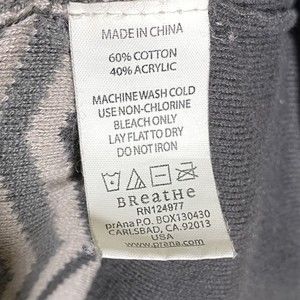 MADE IN CHINA
60% COTTON
40% ACRYLIC
MACHINE WASH COLD
USE NON-CHLORINE
BLEACH ONLY
LAY FLAT TO DRY
DO NOT IRON
BReatHe
RN124977
prAna P.O. BOX130430
CARLSBAD, CA.92013
USA
www.prana.com